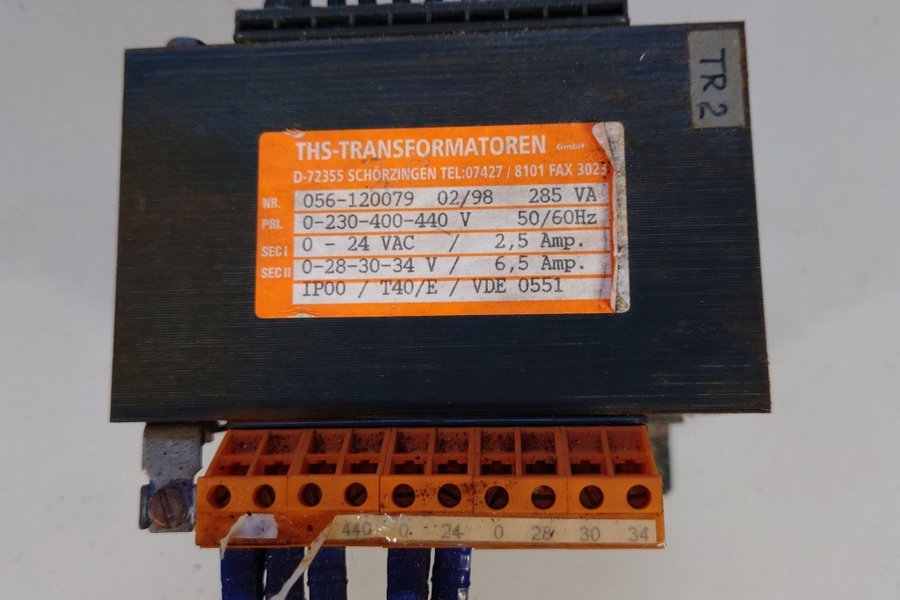 TR 2
THS-TRANSFORMATOREN GmbH
D-72355 SCHÖRZINGEN TEL:07427 / 8101 FAX 3023
NR. 056-120079 02/98 285 VA
PRI. 0-230-400-440 V 50/60Hz
SEC I 0 - 24 VAC / 2,5 Amp.
SEC II 0-28-30-34 V / 6,5 Amp.
IP00 / T40/E / VDE 0551
440 0 24 0 28 30 34